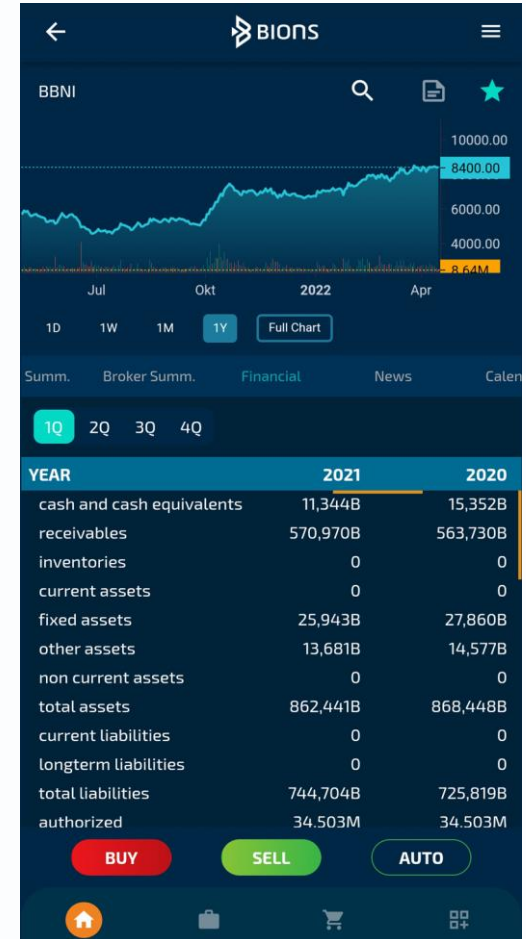 BIONS
BBNI
10000.00
8400.00
6000.00
4000.00
8.64M
Jul Okt 2022 Apr
1D 1W 1M 1Y Full Chart
Summ. Broker Summ. Financial News Calen
1Q 2Q 3Q 4Q
YEAR 2021 2020
cash and cash equivalents 11,344B 15,352B
receivables 570,970B 563,730B
inventories 0 0
current assets 0 0
fixed assets 25,943B 27,860B
other assets 13,681B 14,577B
non current assets 0 0
total assets 862,441B 868,448B
current liabilities 0 0
longterm liabilities 0 0
total liabilities 744,704B 725,819B
authorized 34.503M 34.503M
BUY SELL AUTO